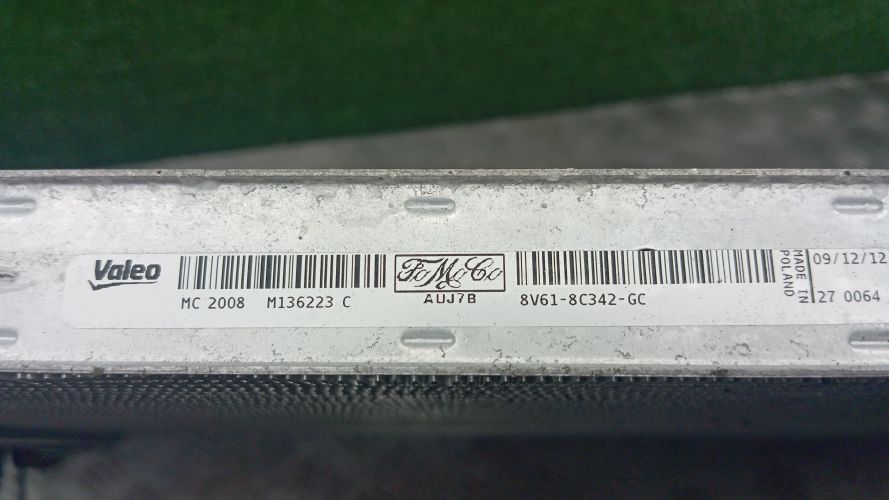 Valeo
MC 2008 M136223 C
FoMoCo
AUJ7B
8V61-8C342-GC
MADE IN
POLAND
09/12/12
27 0064